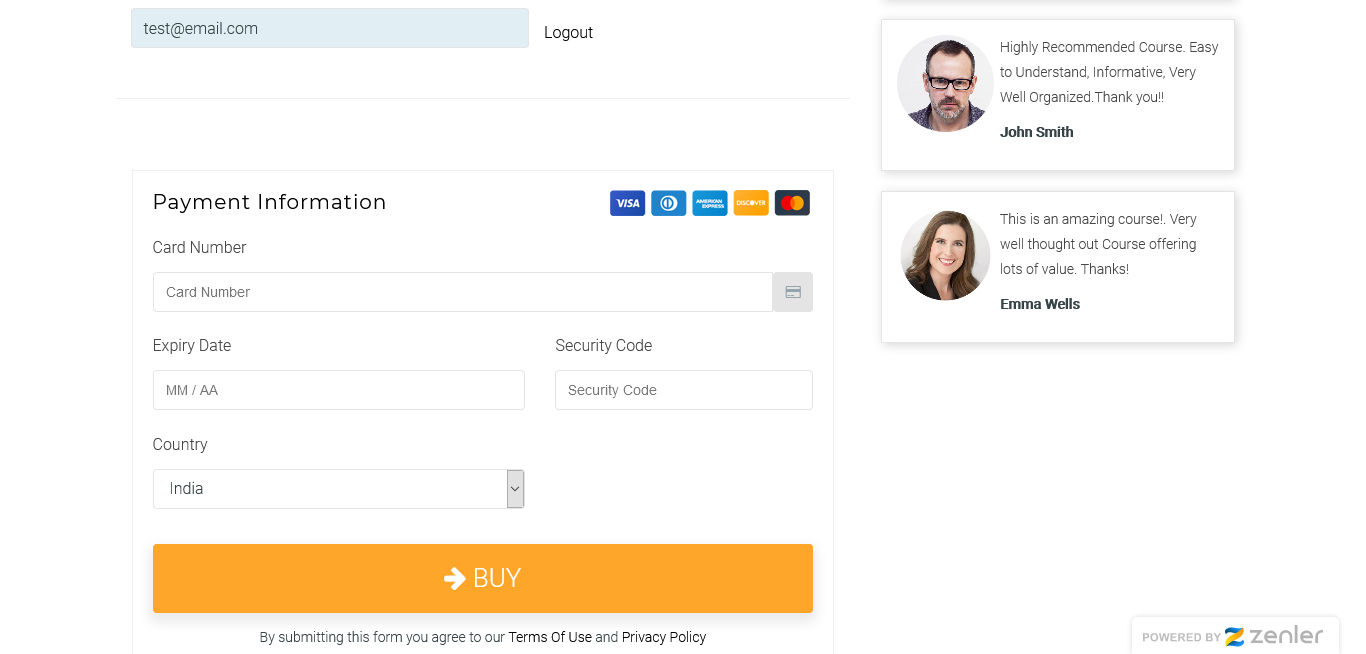 test@email.com
Logout
Payment Information
VISA
AMERICAN
EXPRESS
DISCOVER
Card Number
Card Number
Expiry Date
Security Code
MM / AA
Security Code
Country
India
BUY
By submitting this form you agree to our Terms Of Use and Privacy Policy
Highly Recommended Course. Easy
to Understand, Informative, Very
Well Organized.Thank you!!
John Smith
This is an amazing course!. Very
well thought out Course offering
lots of value. Thanks!
Emma Wells
POWERED BY zenler